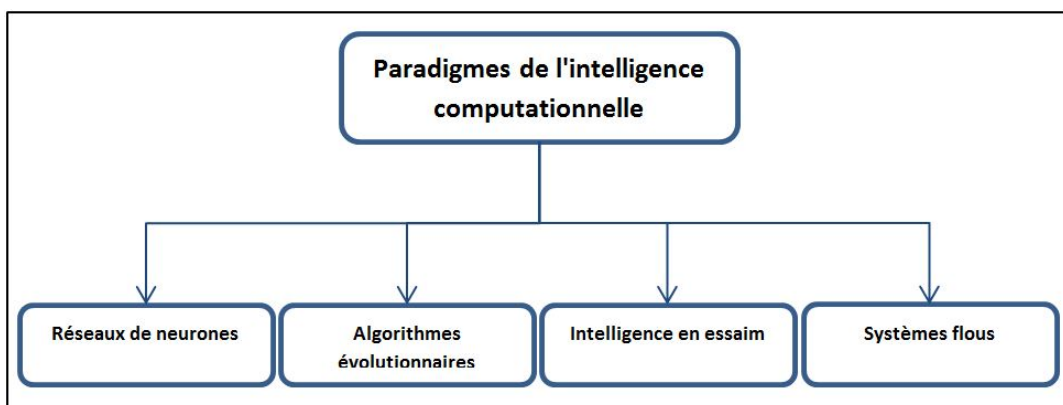 Paradigmes de l'intelligence
computationnelle
Réseaux de neurones
Algorithmes
évolutionnaires
Intelligence en essaim
Systèmes flous